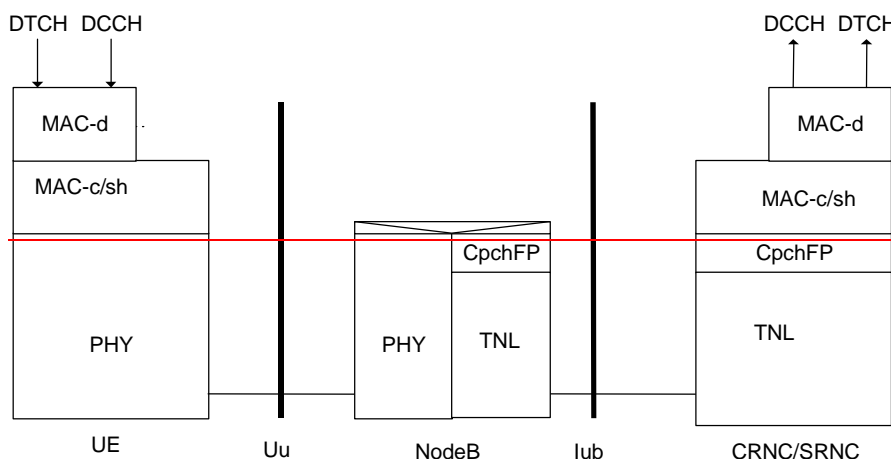 DTCH DCCH
DCCH DTCH
MAC-d
MAC-d
MAC-c/sh
MAC-c/sh
CpchFP
CpchFP
PHY
PHY
TNL
TNL
UE
Uu
NodeB
Iub
CRNC/SRNC